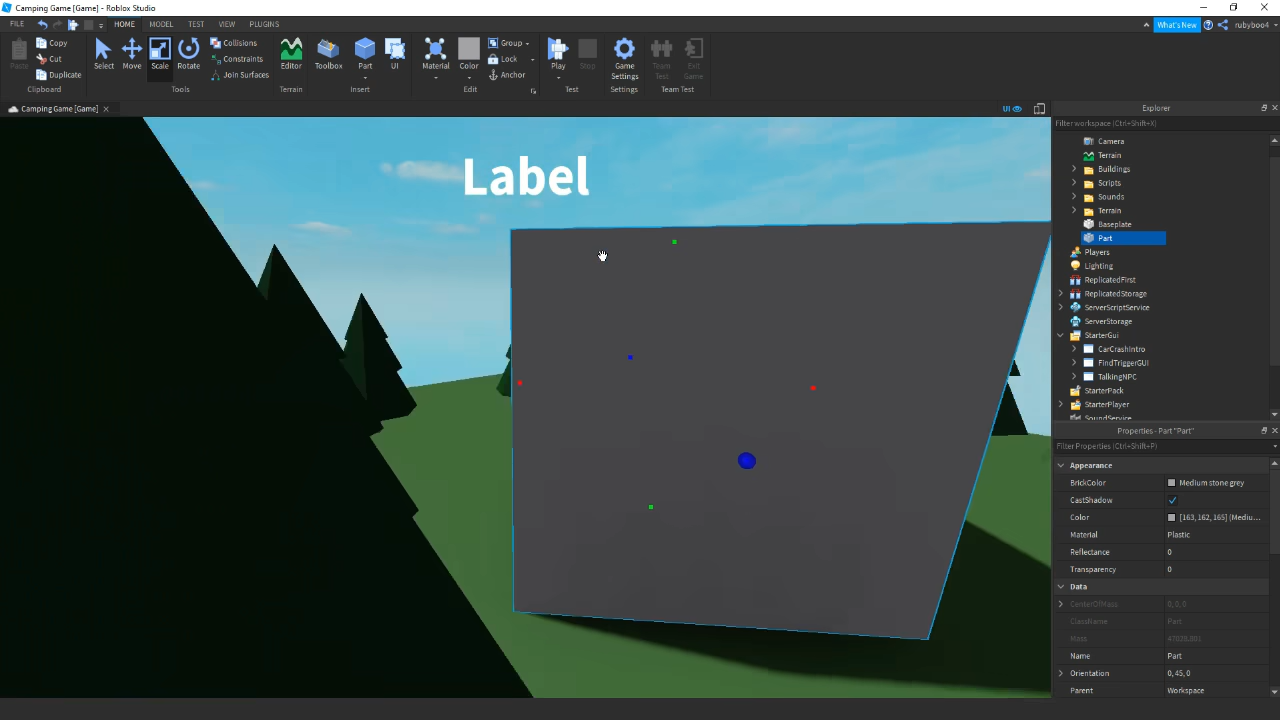 Camping Game [Game] - Roblox Studio
FILE HOME MODEL TEST VIEW PLUGINS What's New rubyboo4
Paste Copy Cut Duplicate Clipboard
Select Move Scale Rotate Collisions Constraints Join Surfaces Tools
Editor Terrain
Toolbox Part UI Insert
Material Color Group Lock Anchor Edit
Play Stop Test
Game Settings Settings
Team Test Exit Game Team Test
Camping Game [Game] UI
Label
Explorer
Filter workspace (Ctrl+Shift+X)
Camera
Terrain
Buildings
Scripts
Sounds
Terrain
Baseplate
Part
Players
Lighting
ReplicatedFirst
ReplicatedStorage
ServerScriptService
ServerStorage
StarterGui
CarCrashIntro
FindTriggerGUI
TalkingNPC
StarterPack
StarterPlayer
SoundService
Properties - Part "Part"
Filter Properties (Ctrl+Shift+P)
Appearance
BrickColor Medium stone grey
CastShadow
Color [163, 162, 165] (Mediu...
Material Plastic
Reflectance 0
Transparency 0
Data
CenterOfMass 0, 0, 0
ClassName Part
Mass
Name Part
Orientation 0, 45, 0
Parent Workspace